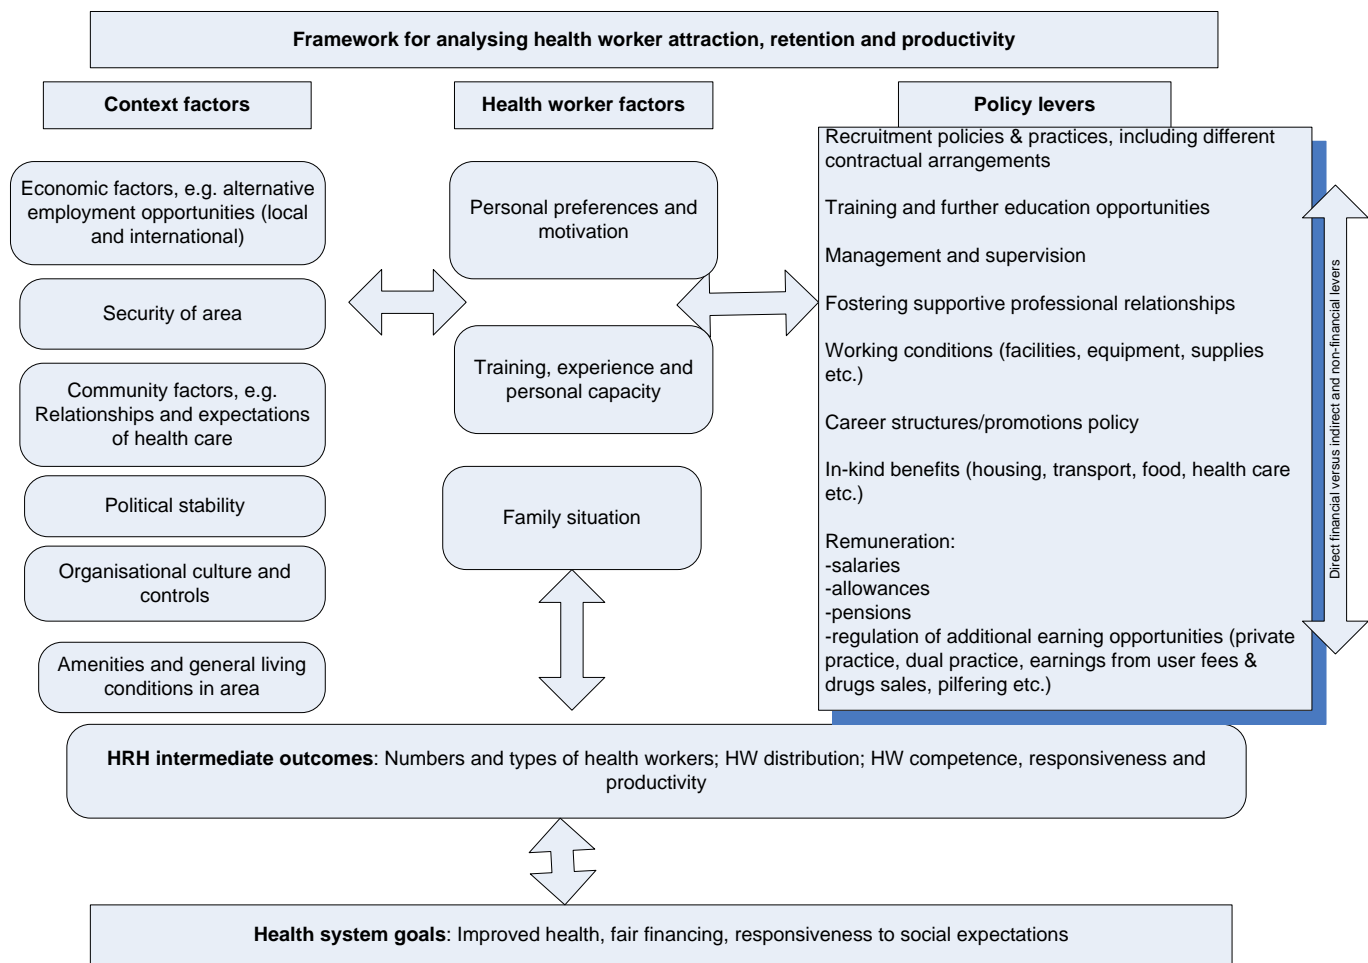 Framework for analysing health worker attraction, retention and productivity
Context factors
Economic factors, e.g. alternative
employment opportunities (local
and international)
Security of area
Community factors, e.g.
Relationships and expectations
of health care
Political stability
Organisational culture and
controls
Amenities and general living
conditions in area
Health worker factors
Personal preferences and
motivation
Training, experience and
personal capacity
Family situation
Policy levers
Recruitment policies & practices, including different
contractual arrangements
Training and further education opportunities
Management and supervision
Fostering supportive professional relationships
Working conditions (facilities, equipment, supplies
etc.)
Career structures/promotions policy
In-kind benefits (housing, transport, food, health care
etc.)
Remuneration:
-salaries
-allowances
-pensions
-regulation of additional earning opportunities (private
practice, dual practice, earnings from user fees &
drugs sales, pilfering etc.)
Direct financial versus indirect and non-financial levers
HRH intermediate outcomes: Numbers and types of health workers; HW distribution; HW competence, responsiveness and
productivity
Health system goals: Improved health, fair financing, responsiveness to social expectations